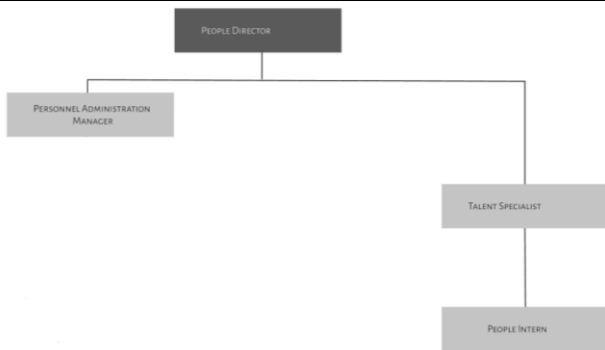 People Director
Personnel Administration
Manager
Talent Specialist
People Intern